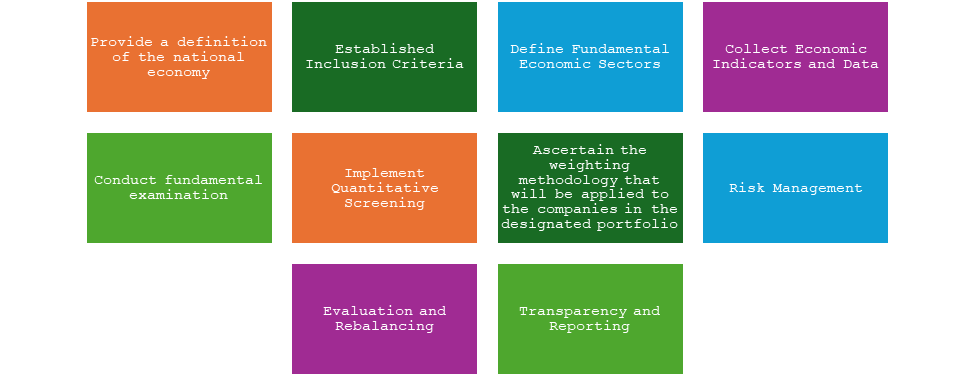 Provide a definition
of the national
economy
Established
Inclusion Criteria
Define Fundamental
Economic Sectors
Collect Economic
Indicators and Data
Conduct fundamental
examination
Implement
Quantitative
Screening
Ascertain the
weighting
methodology that
will be applied to
the companies in the
designated portfolio
Risk Management
Evaluation and
Rebalancing
Transparency and
Reporting